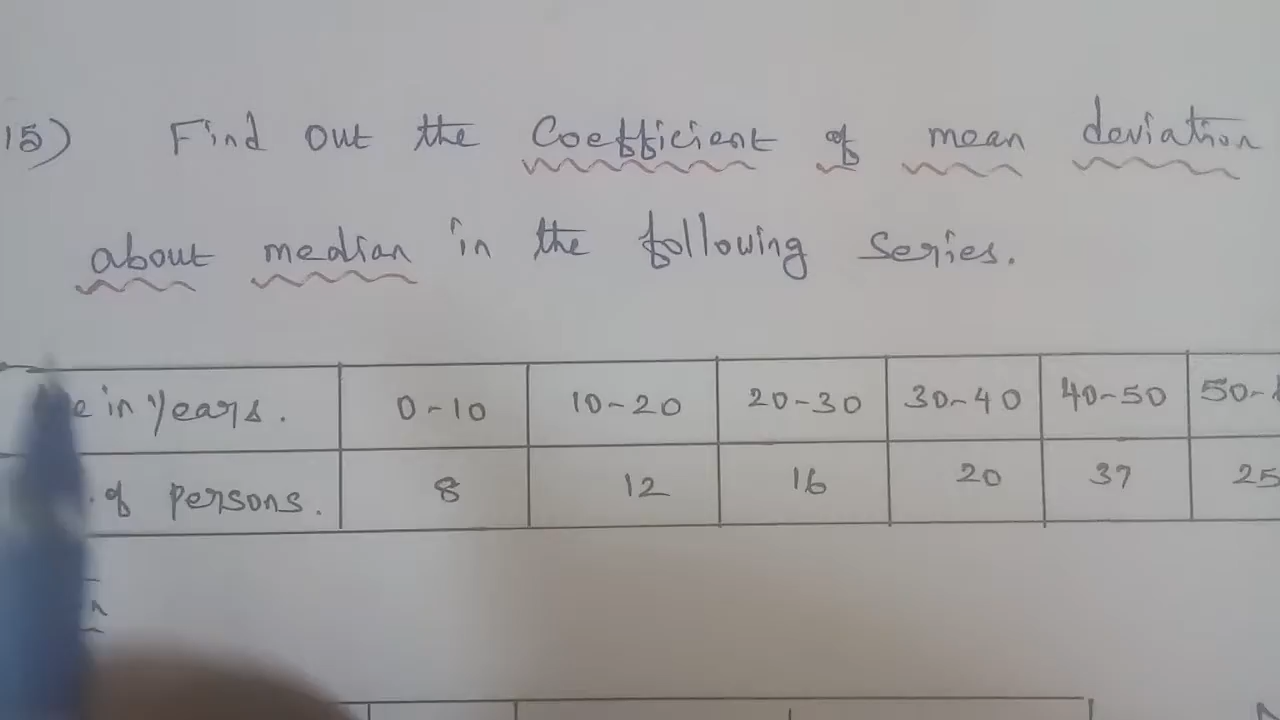 15) Find out the Coefficient of mean deviation
about median in the following Series.
in years. 0-10 10-20 20-30 30-40 40-50 50-
of persons. 8 12 16 20 37 25